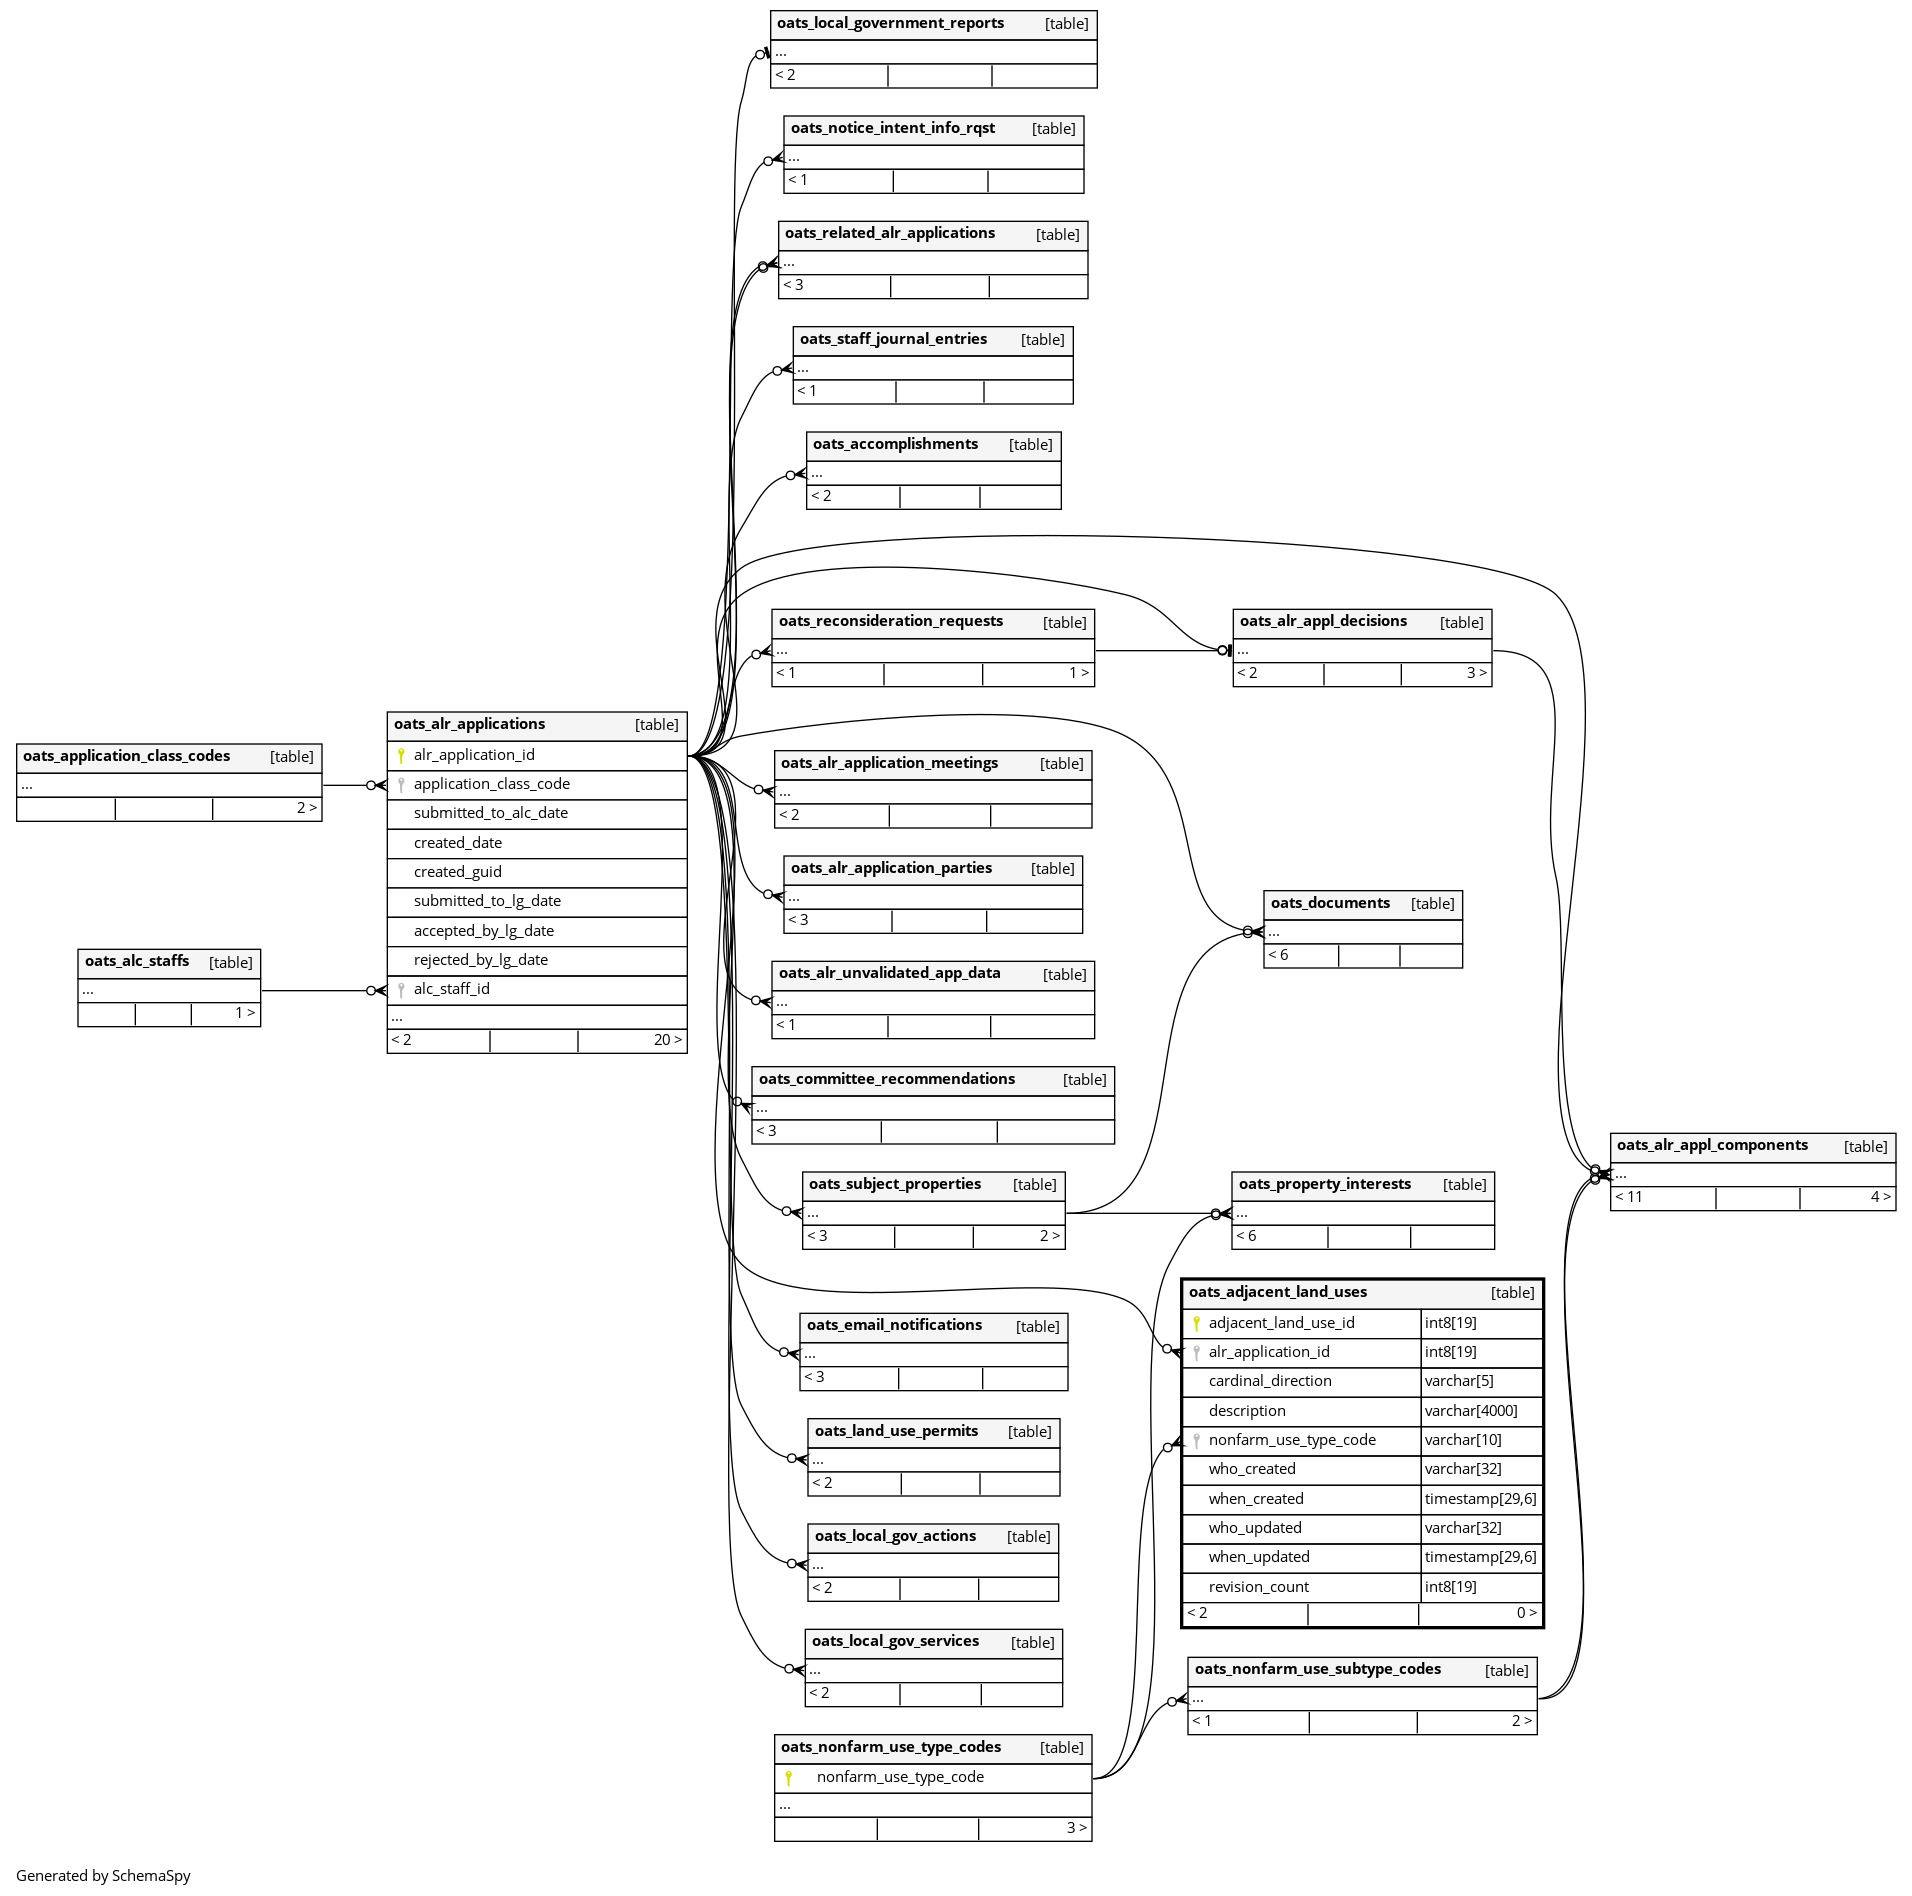 oats_local_government_reports [table]
...
< 2
oats_notice_intent_info_rqst [table]
...
< 1
oats_related_alr_applications [table]
...
< 3
oats_staff_journal_entries [table]
...
< 1
oats_accomplishments [table]
...
< 2
oats_reconsideration_requests [table]
...
< 1 1 >
oats_alr_appl_decisions [table]
...
< 2 3 >
oats_application_class_codes [table]
...
2 >
oats_alc_staffs [table]
...
1 >
oats_alr_applications [table]
alr_application_id
application_class_code
submitted_to_alc_date
created_date
created_guid
submitted_to_lg_date
accepted_by_lg_date
rejected_by_lg_date
alc_staff_id
...
< 2 20 >
oats_alr_application_meetings [table]
...
< 2
oats_alr_application_parties [table]
...
< 3
oats_documents [table]
...
< 6
oats_alr_unvalidated_app_data [table]
...
< 1
oats_committee_recommendations [table]
...
< 3
oats_alr_appl_components [table]
...
< 11 4 >
oats_subject_properties [table]
...
< 3 2 >
oats_property_interests [table]
...
< 6
oats_adjacent_land_uses [table]
adjacent_land_use_id int8[19]
alr_application_id int8[19]
cardinal_direction varchar[5]
description varchar[4000]
nonfarm_use_type_code varchar[10]
who_created varchar[32]
when_created timestamp[29,6]
who_updated varchar[32]
when_updated timestamp[29,6]
revision_count int8[19]
< 2 0 >
oats_email_notifications [table]
...
< 3
oats_land_use_permits [table]
...
< 2
oats_local_gov_actions [table]
...
< 2
oats_local_gov_services [table]
...
< 2
oats_nonfarm_use_subtype_codes [table]
...
< 1 2 >
oats_nonfarm_use_type_codes [table]
nonfarm_use_type_code
...
3 >
Generated by SchemaSpy